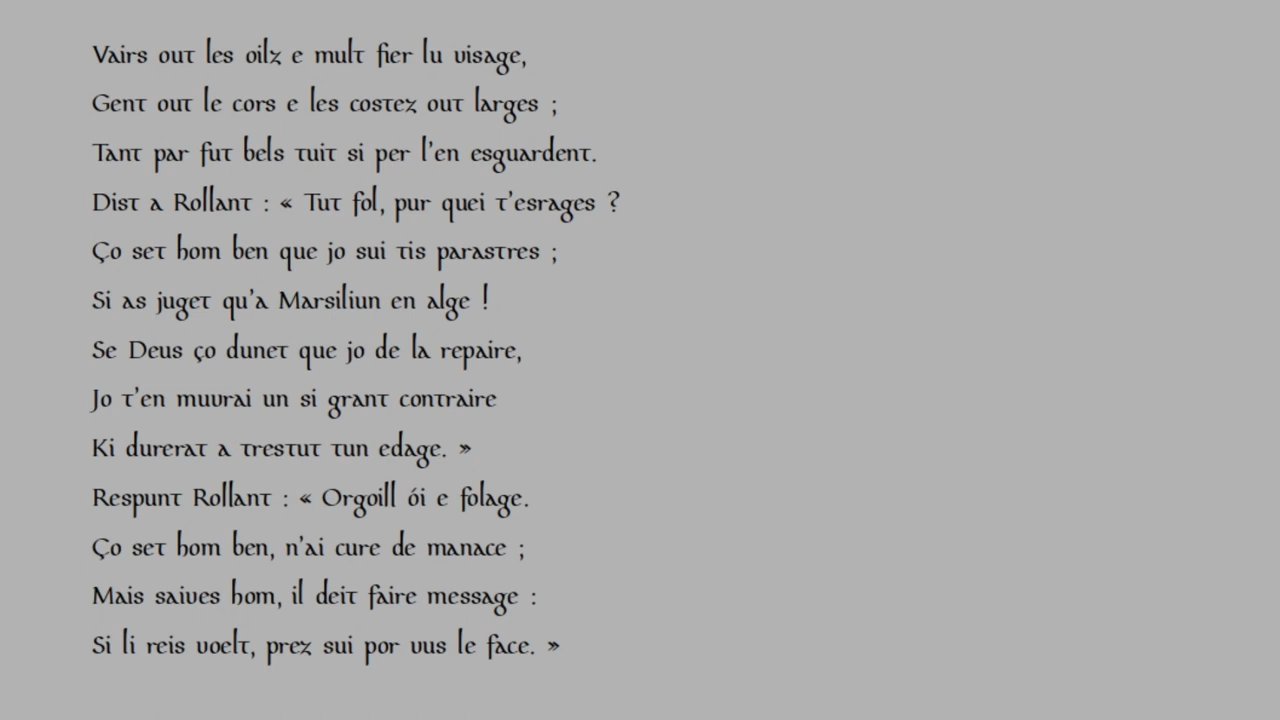 Vairs out les oilz e mult fier lu visage,
Gent out le cors e les costez out larges ;
Tant par fut bels tuit si per l'en esguardent.
Dist a Rollant : « Tut fol, pur quei t'esrages ?
Ço set hom ben que jo sui tis parastres ;
Si as juget qu'a Marsiliun en alge !
Se Deus ço dunet que jo de la repaire,
Jo t'en muvrai un si grant contraire
Ki durerat a trestut tun edage. »
Respunt Rollant : « Orgoill ói e folage.
Ço set hom ben, n'ai cure de manace ;
Mais saives hom, il deit faire message :
Si li reis voelt, prez sui por vus le face. »